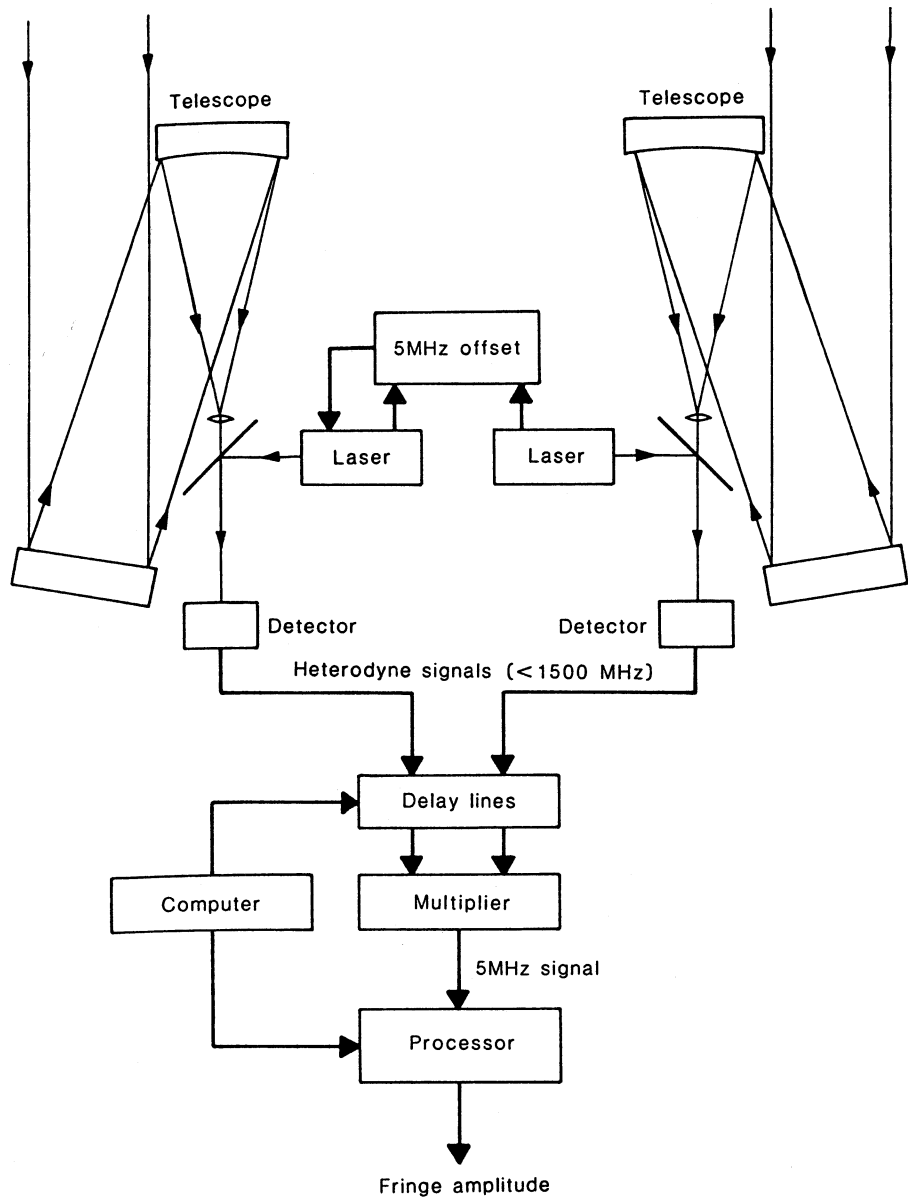 Telescope
Telescope
5MHz offset
Laser
Laser
Detector
Detector
Heterodyne signals (<1500 MHz)
Delay lines
Computer
Multiplier
5MHz signal
Processor
Fringe amplitude